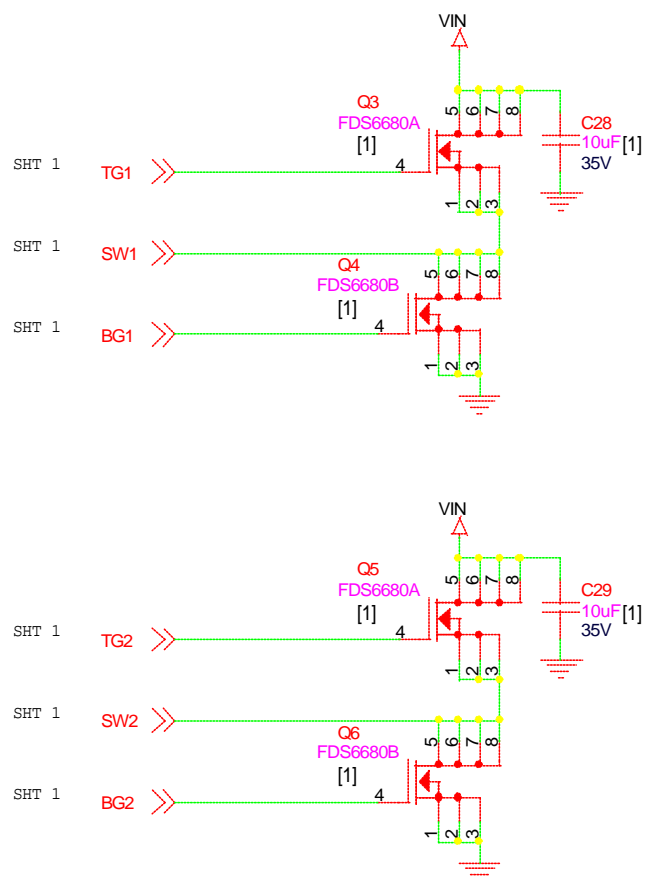 VIN
5 6 7 8
Q3
FDS6680A
[1]
C28
10uF[1]
35V
SHT 1 TG1 4
1 2 3
SHT 1 SW1
5 6 7 8
Q4
FDS6680B
[1]
SHT 1 BG1 4
1 2 3
VIN
5 6 7 8
Q5
FDS6680A
[1]
C29
10uF[1]
35V
SHT 1 TG2 4
1 2 3
SHT 1 SW2
5 6 7 8
Q6
FDS6680B
[1]
SHT 1 BG2 4
1 2 3